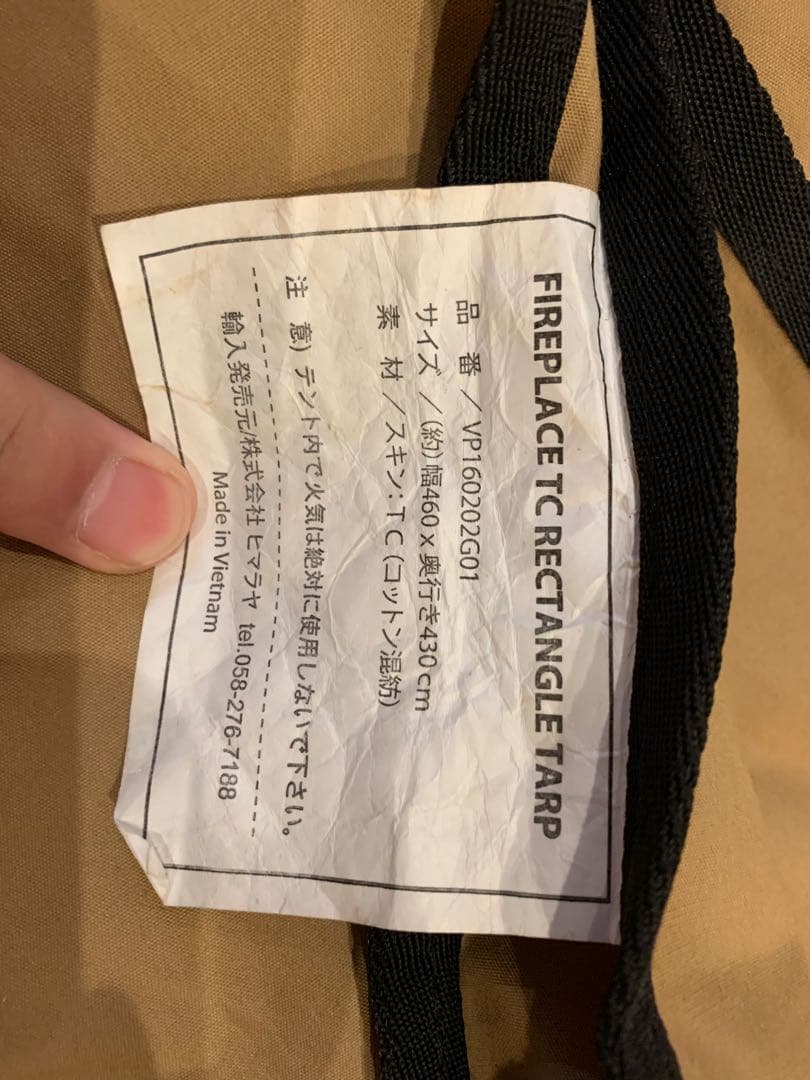 FIREPLACE TC RECTANGLE TARP
品 番 ／VP160202G01
サイズ ／(約)幅460 x 奥行き430cm
素 材 ／スキン：TC (コットン混紡)
注 意) テント内で火気は絶対に使用しないで下さい。
輸入発売元/株式会社 ヒマラヤ tel.058-276-7188
Made in Vietnam